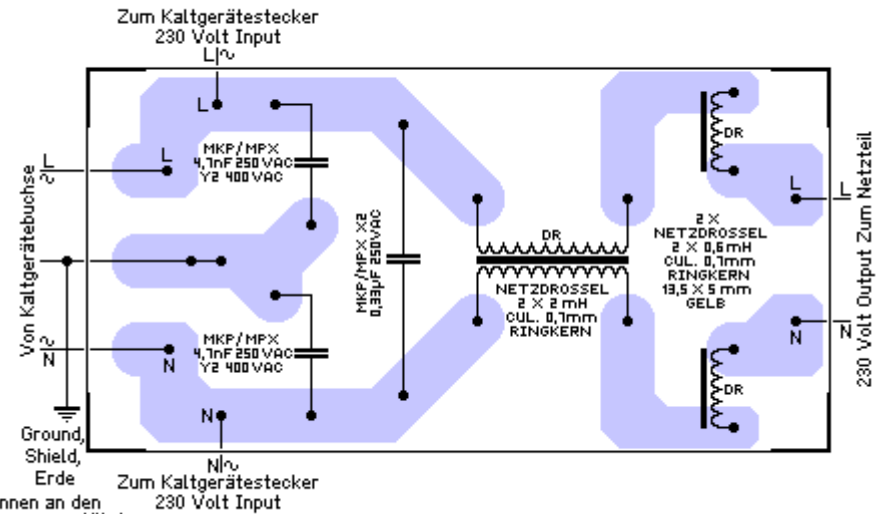 Zum Kaltgerätestecker
230 Volt Input
L
L
L
L
MKP/MPX
4,7nF 250 VAC
Y2 400 VAC
Von Kaltgerätebuchse
MKP/MPX X2
0,33µF 250VAC
DR
NETZDROSSEL
2 X 2 mH
CUL. 0,7mm
RINGKERN
DR
2 X
NETZDROSSEL
2 X 0,6mH
CUL. 0,7mm
RINGKERN
13,5 X 5 mm
GELB
L
L
230 Volt Output Zum Netzteil
N
N
DR
MKP/MPX
4,7nF 250 VAC
Y2 400 VAC
N
N
N
N
Ground,
Shield,
Erde
Zum Kaltgerätestecker
230 Volt Input
nnen an den